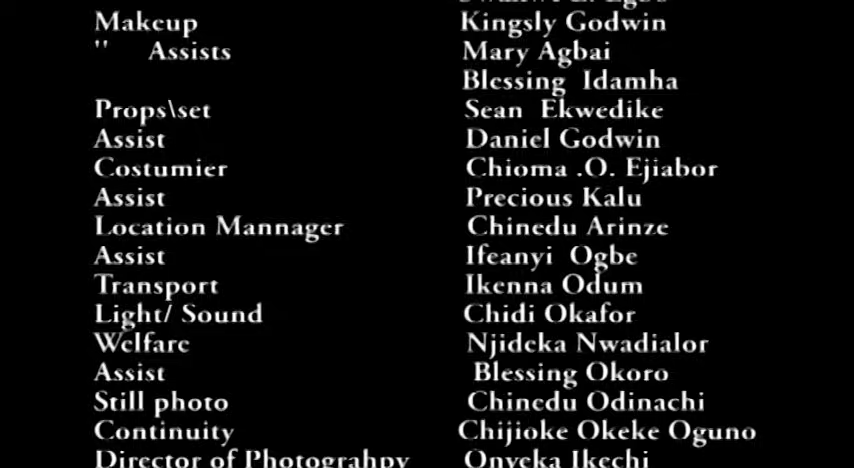 Makeup Kingsly Godwin
" Assists Mary Agbai
Blessing Idamha
Props\set Sean Ekwedike
Assist Daniel Godwin
Costumier Chioma .O. Ejiabor
Assist Precious Kalu
Location Mannager Chinedu Arinze
Assist Ifeanyi Ogbe
Transport Ikenna Odum
Light/ Sound Chidi Okafor
Welfare Njideka Nwadialor
Assist Blessing Okoro
Still photo Chinedu Odinachi
Continuity Chijioke Okeke Oguno
Director of Photograhpy Onyeka Ikechi